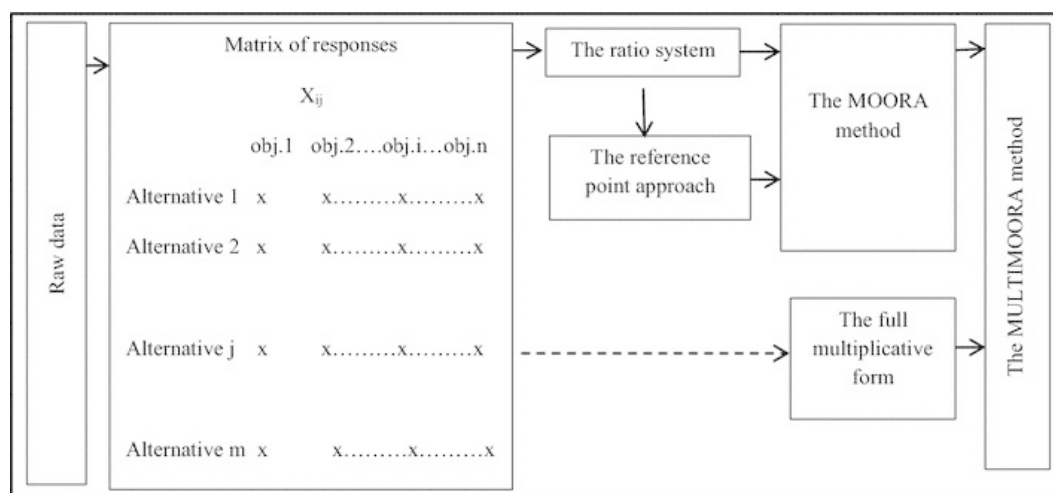 Raw data
Matrix of responses
Xij
obj.1 obj.2....obj.i...obj.n
Alternative 1 x x.........x..........x
Alternative 2 x x.........x..........x
Alternative j x x.........x..........x
Alternative m x x.........x..........x
The ratio system
The reference
point approach
The MOORA
method
The full
multiplicative
form
The MULTIMOORA method